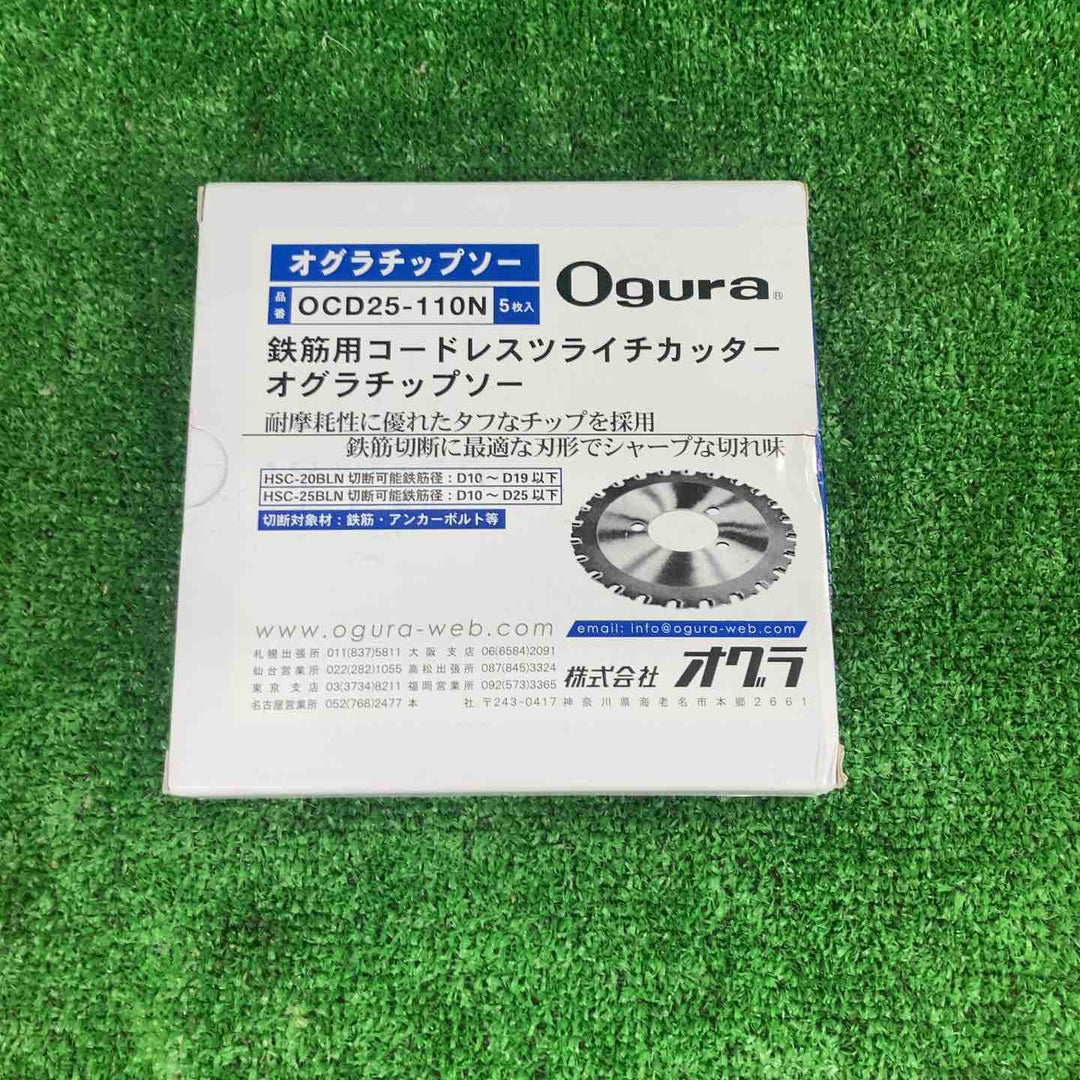 オグラチップソー
品番 OCD25-110N 5枚入
Ogura®
鉄筋用コードレスツライチカッター
オグラチップソー
耐摩耗性に優れたタフなチップを採用
鉄筋切断に最適な刃形でシャープな切れ味
HSC-20BLN 切断可能鉄筋径：D10～D19以下
HSC-25BLN 切断可能鉄筋径：D10～D25以下
切断対象材：鉄筋・アンカーボルト等
www.ogura-web.com
email: info@ogura-web.com
札幌出張所 011(837)5811 大阪支店 06(6584)2091
仙台営業所 022(282)1055 高松出張所 087(845)3324
東京支店 03(3734)8211 福岡営業所 092(573)3365
株式会社 オグラ
名古屋営業所 052(768)2477 本社 〒243-0417 神奈川県海老名市本郷2661